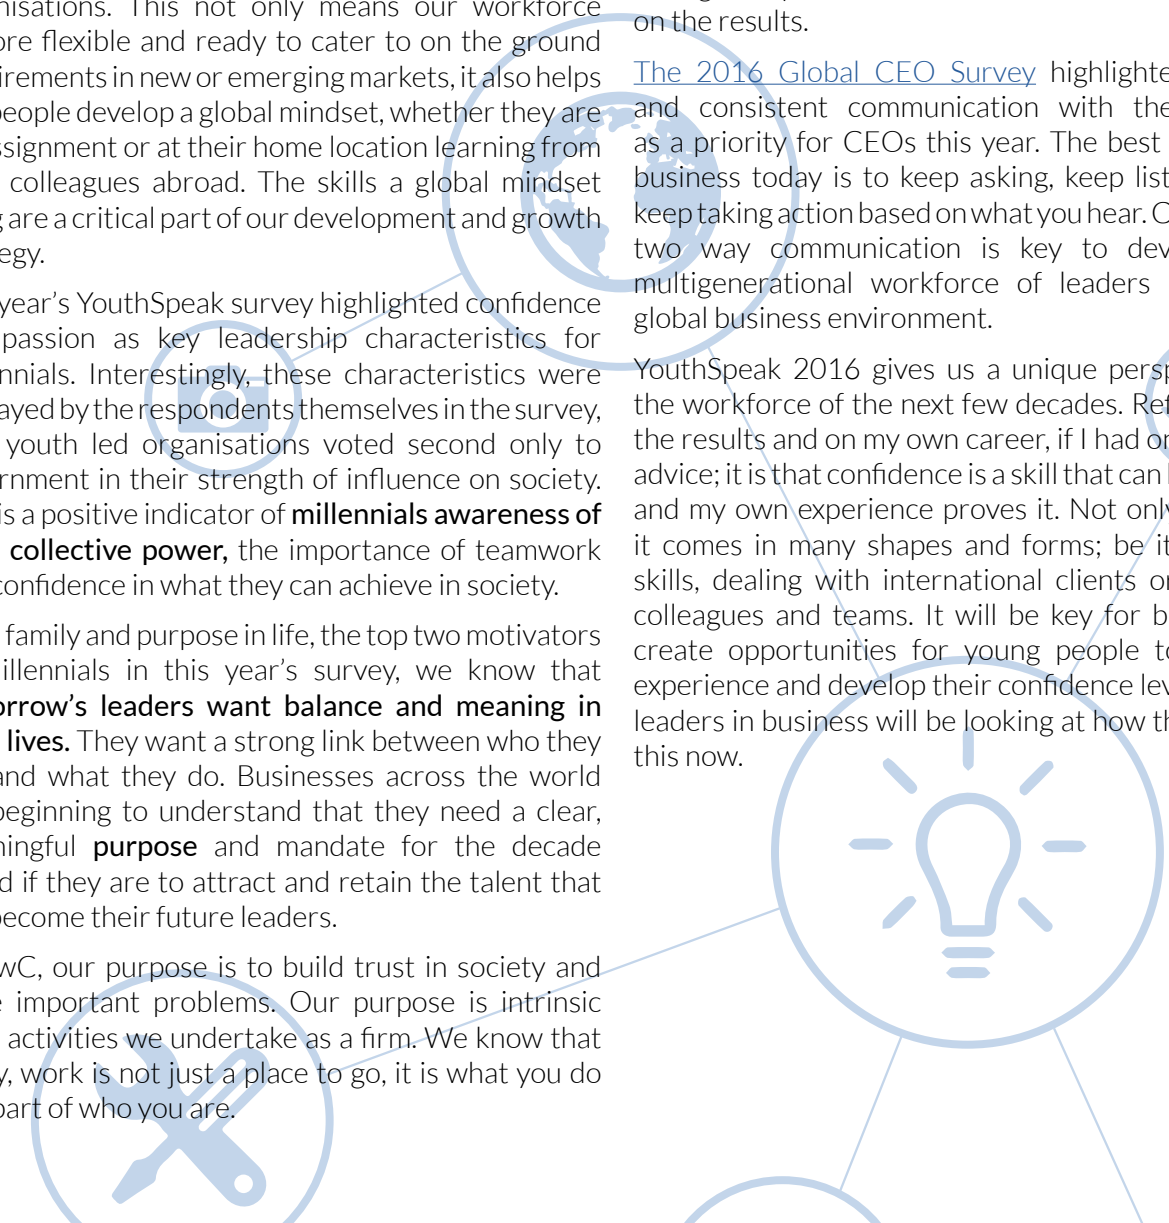 nisations. This not only means our workforce
ore flexible and ready to cater to on the ground
irements in new or emerging markets, it also helps
people develop a global mindset, whether they are
ssignment or at their home location learning from
colleagues abroad. The skills a global mindset
g are a critical part of our development and growth
egy.
year's YouthSpeak survey highlighted confidence
passion as key leadership characteristics for
nnials. Interestingly, these characteristics were
ayed by the respondents themselves in the survey,
youth led organisations voted second only to
rnment in their strength of influence on society.
is a positive indicator of millennials awareness of
collective power, the importance of teamwork
confidence in what they can achieve in society.
family and purpose in life, the top two motivators
illennials in this year's survey, we know that
orrow's leaders want balance and meaning in
lives. They want a strong link between who they
and what they do. Businesses across the world
beginning to understand that they need a clear,
ningful purpose and mandate for the decade
d if they are to attract and retain the talent that
become their future leaders.
wC, our purpose is to build trust in society and
e important problems. Our purpose is intrinsic
activities we undertake as a firm. We know that
y, work is not just a place to go, it is what you do
part of who you are.
on the results.
The 2016 Global CEO Survey highlighte
and consistent communication with the
as a priority for CEOs this year. The best
business today is to keep asking, keep list
keep taking action based on what you hear. O
two way communication is key to dev
multigenerational workforce of leaders
global business environment.
YouthSpeak 2016 gives us a unique persp
the workforce of the next few decades. Ref
the results and on my own career, if I had on
advice; it is that confidence is a skill that can
and my own experience proves it. Not only
it comes in many shapes and forms; be it
skills, dealing with international clients or
colleagues and teams. It will be key for b
create opportunities for young people to
experience and develop their confidence lev
leaders in business will be looking at how th
this now.